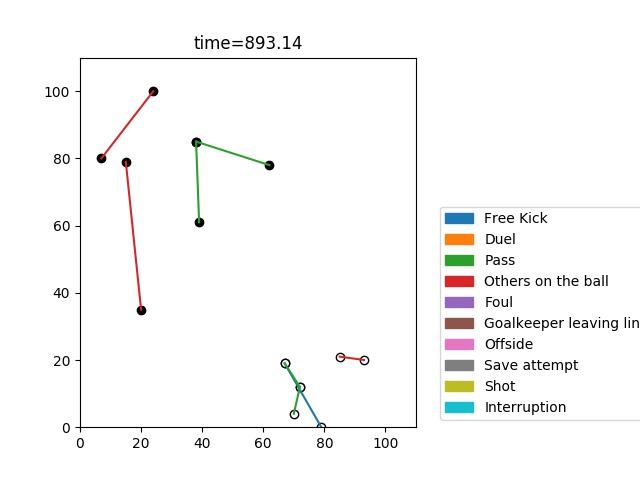 time=893.14
100
80
60
40
20
0
0 20 40 60 80 100
Free Kick
Duel
Pass
Others on the ball
Foul
Goalkeeper leaving lin
Offside
Save attempt
Shot
Interruption